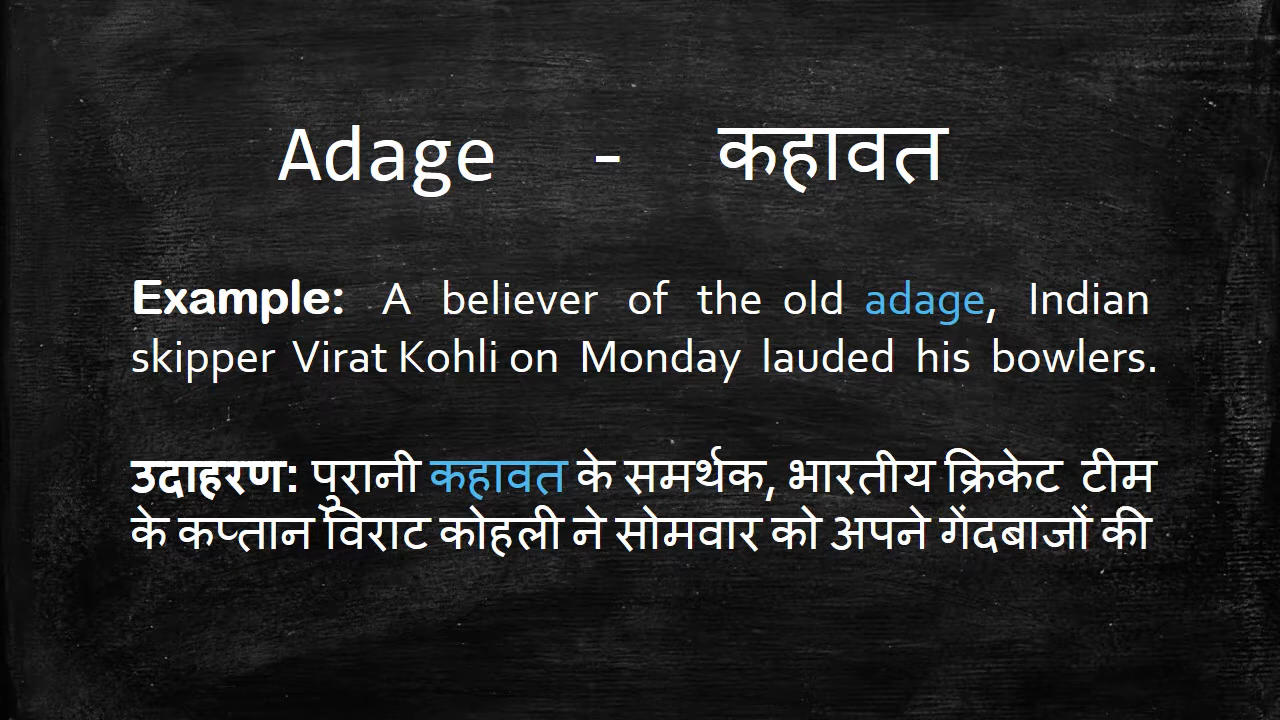 Adage - कहावत
Example: A believer of the old adage, Indian
skipper Virat Kohli on Monday lauded his bowlers.
उदाहरण: पुरानी कहावत के समर्थक, भारतीय क्रिकेट टीम
के कप्तान विराट कोहली ने सोमवार को अपने गेंदबाजों की